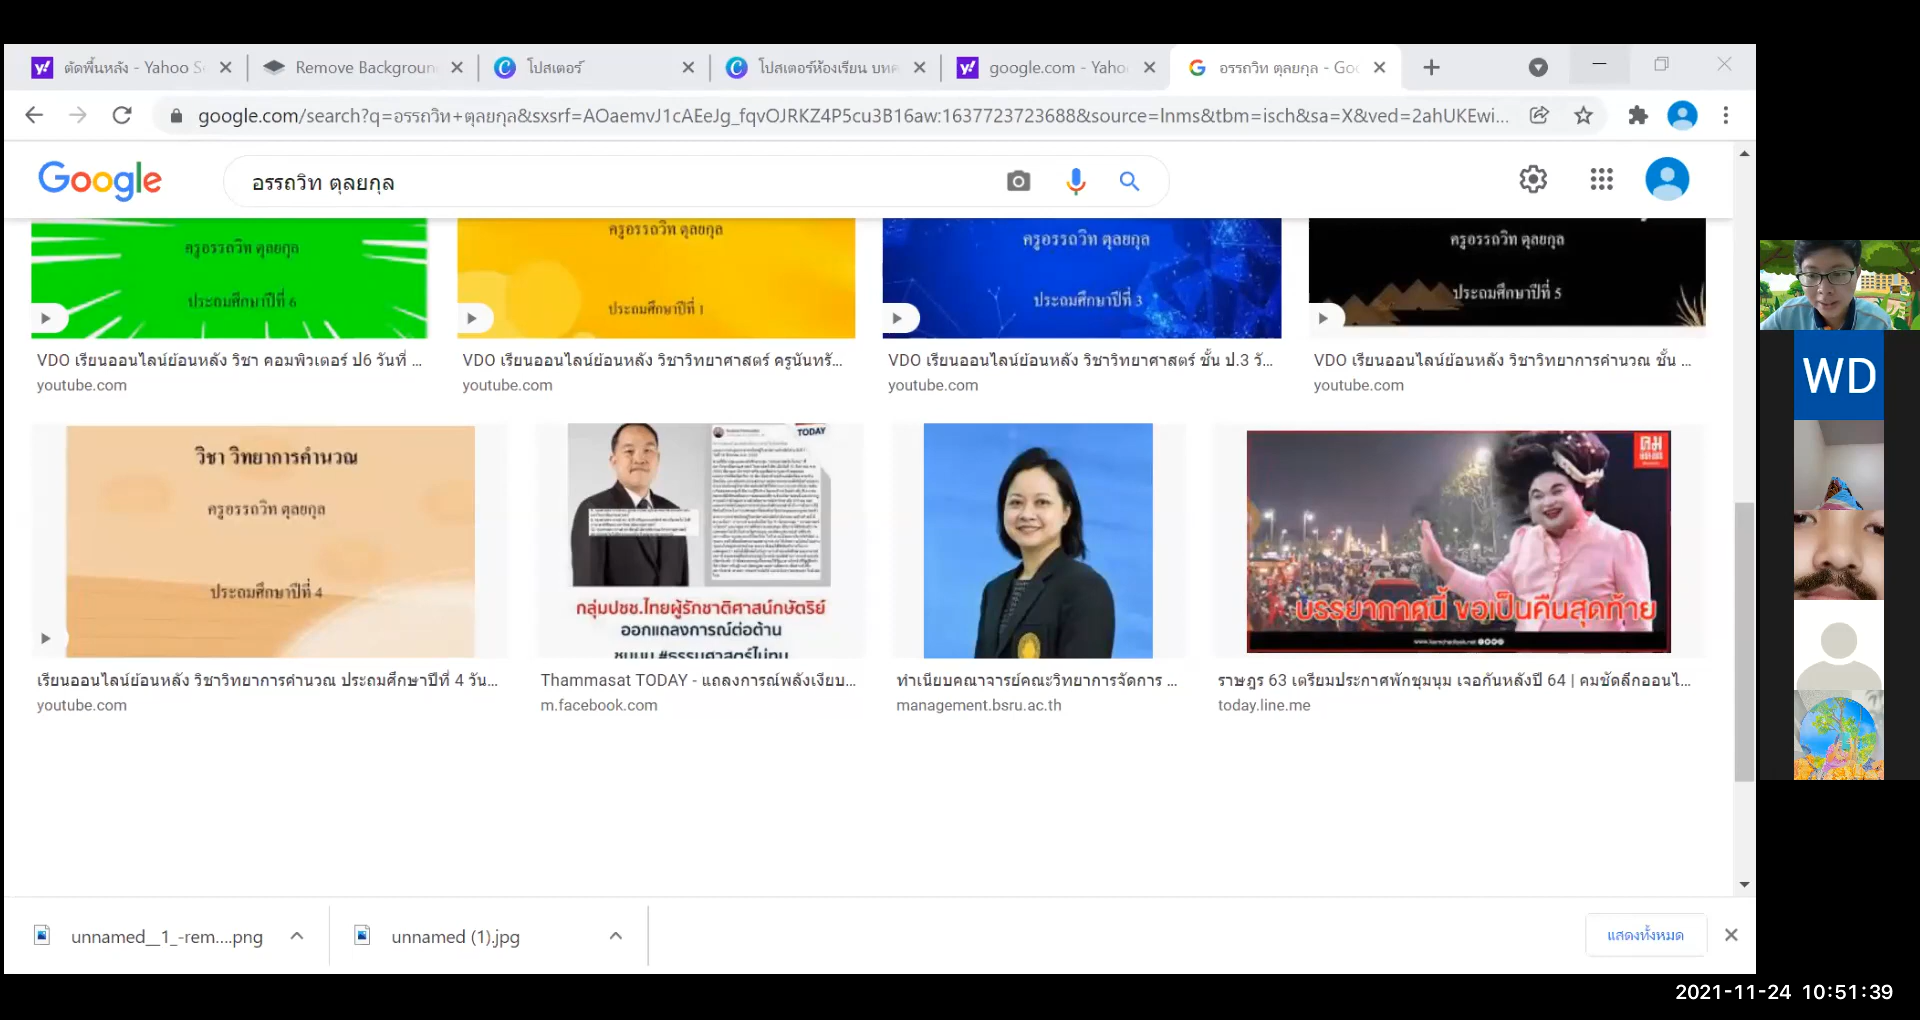 ตัดพื้นหลัง - Yahoo S
Remove Backgroun
โปสเตอร์
โปสเตอร์ห้องเรียน บทค
google.com - Yaho
อรรถวิท ตุลยกุล - Goo
google.com/search?q=อรรถวิท+ตุลยกุล&sxsrf=AOaemvJ1cAEeJg_fqvOJRKZ4P5cu3B16aw:1637723723688&source=lnms&tbm=isch&sa=X&ved=2ahUKEwi...
Google
อรรถวิท ตุลยกุล
ครูอรรถวิท ตุลยกุล
ประถมศึกษาปีที่ 6
ครูอรรถวิท ตุลยกุล
ประถมศึกษาปีที่ 1
ครูอรรถวิท ตุลยกุล
ประถมศึกษาปีที่ 3
ครูอรรถวิท ตุลยกุล
ประถมศึกษาปีที่ 5
VDO เรียนออนไลน์ย้อนหลัง วิชา คอมพิวเตอร์ ป6 วันที่ ...
youtube.com
VDO เรียนออนไลน์ย้อนหลัง วิชาวิทยาศาสตร์ ครูนันทรั...
youtube.com
VDO เรียนออนไลน์ย้อนหลัง วิชาวิทยาศาสตร์ ชั้น ป.3 วั...
youtube.com
VDO เรียนออนไลน์ย้อนหลัง วิชาวิทยาการคำนวณ ชั้น ...
youtube.com
วิชา วิทยาการคำนวณ
ครูอรรถวิท ตุลยกุล
ประถมศึกษาปีที่ 4
TODAY
กลุ่มปชช.ไทยผู้รักชาติศาสน์กษัตริย์
ออกแถลงการณ์ต่อต้าน
ชุมนุม #ธรรมศาสตร์ไม่ทน
คม
บรรยากาศนี้ ขอเป็นคืนสุดท้าย
เรียนออนไลน์ย้อนหลัง วิชาวิทยาการคำนวณ ประถมศึกษาปีที่ 4 วัน...
youtube.com
Thammasat TODAY - แถลงการณ์พลังเงียบ...
m.facebook.com
ทำเนียบคณาจารย์คณะวิทยาการจัดการ ...
management.bsru.ac.th
ราษฎร 63 เตรียมประกาศพักชุมนุม เจอกันหลังปี 64 | คมชัดลึกออนไ...
today.line.me
WD
unnamed__1_-rem....png
unnamed (1).jpg
แสดงทั้งหมด
2021-11-24 10:51:39